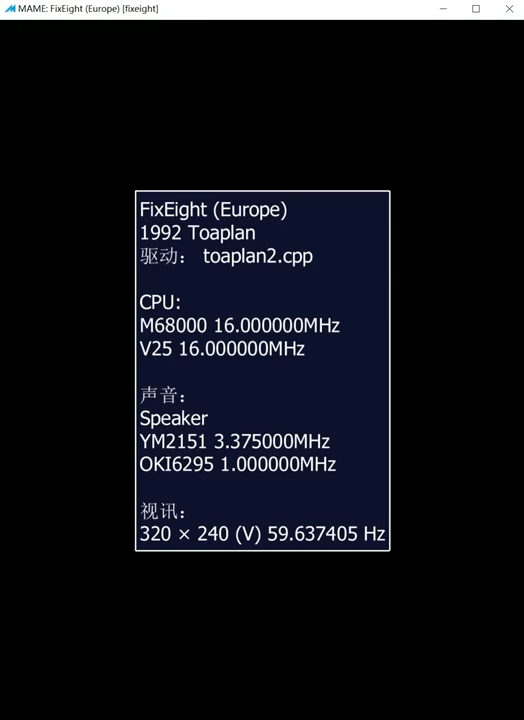 MAME: FixEight (Europe) [fixeight]
FixEight (Europe)
1992 Toaplan
驱动： toaplan2.cpp
CPU:
M68000 16.000000MHz
V25 16.000000MHz
声音：
Speaker
YM2151 3.375000MHz
OKI6295 1.000000MHz
视讯：
320 × 240 (V) 59.637405 Hz